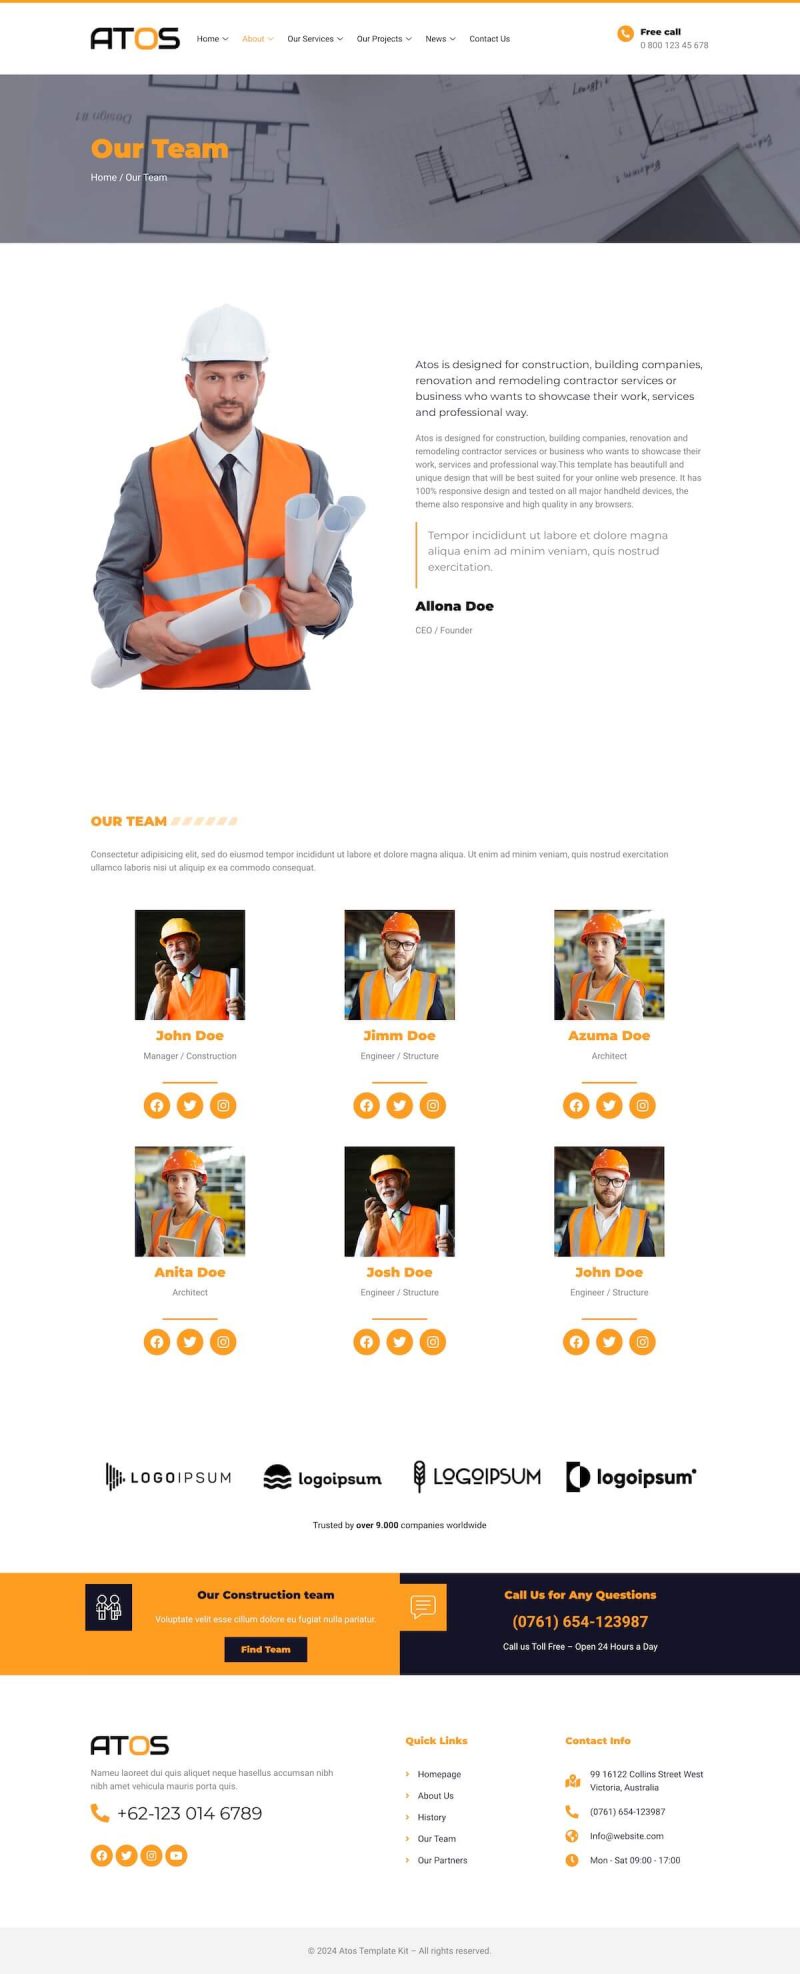 ATOS
Home About Our Services Our Projects News Contact Us
Free call
0 800 123 45 678
Design #1
Bedroom 1
Our Team
Home / Our Team
Atos is designed for construction, building companies,
renovation and remodeling contractor services or
business who wants to showcase their work, services
and professional way.
Atos is designed for construction, building companies, renovation and
remodeling contractor services or business who wants to showcase their
work, services and professional way.This template has beautifull and
unique design that will be best suited for your online web presence. It has
100% responsive design and tested on all major handheld devices, the
theme also responsive and high quality in any browsers.
Tempor incididunt ut labore et dolore magna
aliqua enim ad minim veniam, quis nostrud
exercitation.
Allona Doe
CEO / Founder
OUR TEAM
Consectetur adipisicing elit, sed do eiusmod tempor incididunt ut labore et dolore magna aliqua. Ut enim ad minim veniam, quis nostrud exercitation
ullamco laboris nisi ut aliquip ex ea commodo consequat.
John Doe
Manager / Construction
Jimm Doe
Engineer / Structure
Azuma Doe
Architect
Anita Doe
Architect
Josh Doe
Engineer / Structure
John Doe
Engineer / Structure
LOGOIPSUM
logoipsum
LOGOIPSUM
logoipsum
Trusted by over 9.000 companies worldwide
Our Construction team
Voluptate velit esse cillum dolore eu fugiat nulla pariatur.
Find Team
Call Us for Any Questions
(0761) 654-123987
Call us Toll Free – Open 24 Hours a Day
ATOS
Nameu laoreet dui quis aliquet neque hasellus accumsan nibh
nibh amet vehicula mauris porta quis.
+62-123 014 6789
Quick Links
Homepage
About Us
History
Our Team
Our Partners
Contact Info
99 16122 Collins Street West
Victoria, Australia
(0761) 654-123987
Info@website.com
Mon - Sat 09:00 - 17:00
© 2024 Atos Template Kit – All rights reserved.